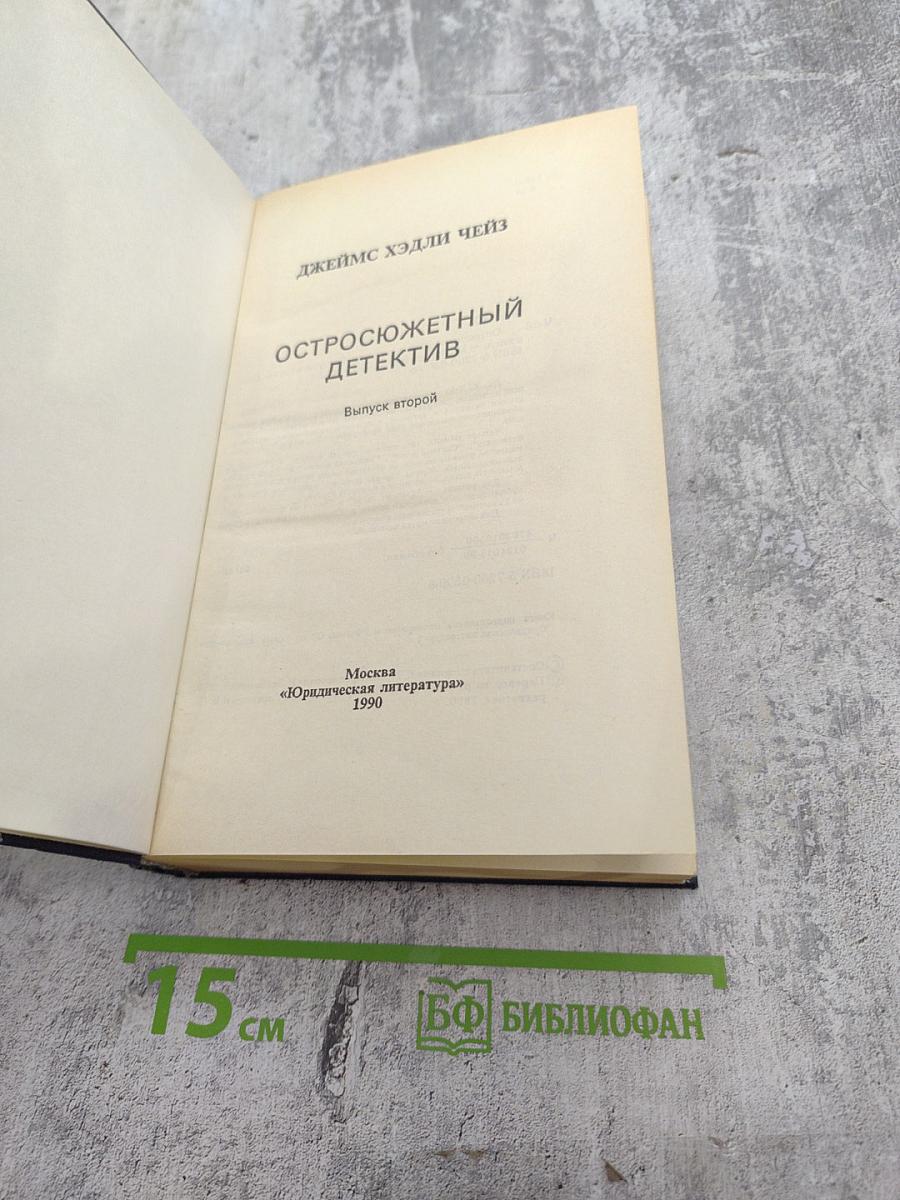 ДЖЕЙМС ХЭДЛИ ЧЕЙЗ
ОСТРОСЮЖЕТНЫЙ
ДЕТЕКТИВ
Выпуск второй
Москва
«Юридическая литература»
1990
15 см
БФ БИБЛИОФАН